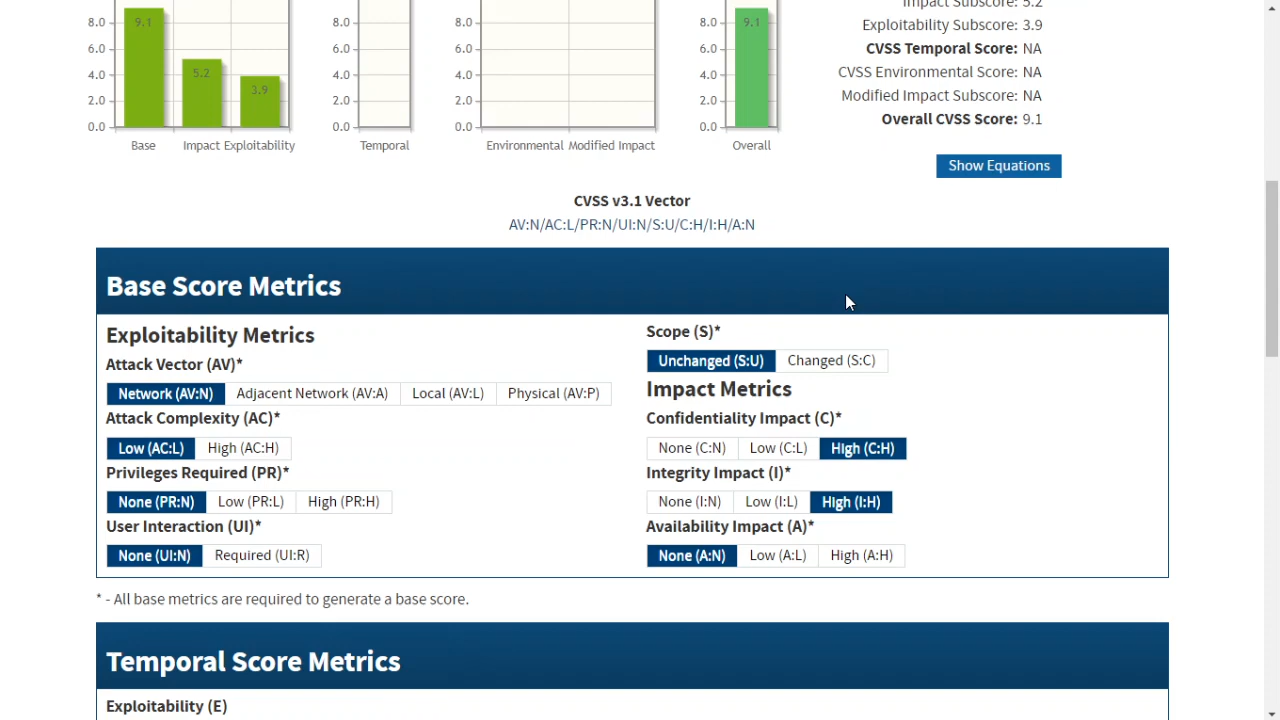 Impact Subscore: 5.2
8.0 9.1 8.0 8.0 8.0 9.1
Exploitability Subscore: 3.9
6.0 6.0 6.0 6.0
CVSS Temporal Score: NA
4.0 5.2 4.0 4.0 4.0
CVSS Environmental Score: NA
2.0 3.9 2.0 2.0 2.0
Modified Impact Subscore: NA
0.0 0.0 0.0 0.0
Overall CVSS Score: 9.1
Base Impact Exploitability Temporal Environmental Modified Impact Overall
Show Equations
CVSS v3.1 Vector
AV:N/AC:L/PR:N/UI:N/S:U/C:H/I:H/A:N
Base Score Metrics
Exploitability Metrics
Attack Vector (AV)*
Network (AV:N) Adjacent Network (AV:A) Local (AV:L) Physical (AV:P)
Attack Complexity (AC)*
Low (AC:L) High (AC:H)
Privileges Required (PR)*
None (PR:N) Low (PR:L) High (PR:H)
User Interaction (UI)*
None (UI:N) Required (UI:R)
Scope (S)*
Unchanged (S:U) Changed (S:C)
Impact Metrics
Confidentiality Impact (C)*
None (C:N) Low (C:L) High (C:H)
Integrity Impact (I)*
None (I:N) Low (I:L) High (I:H)
Availability Impact (A)*
None (A:N) Low (A:L) High (A:H)
* - All base metrics are required to generate a base score.
Temporal Score Metrics
Exploitability (E)